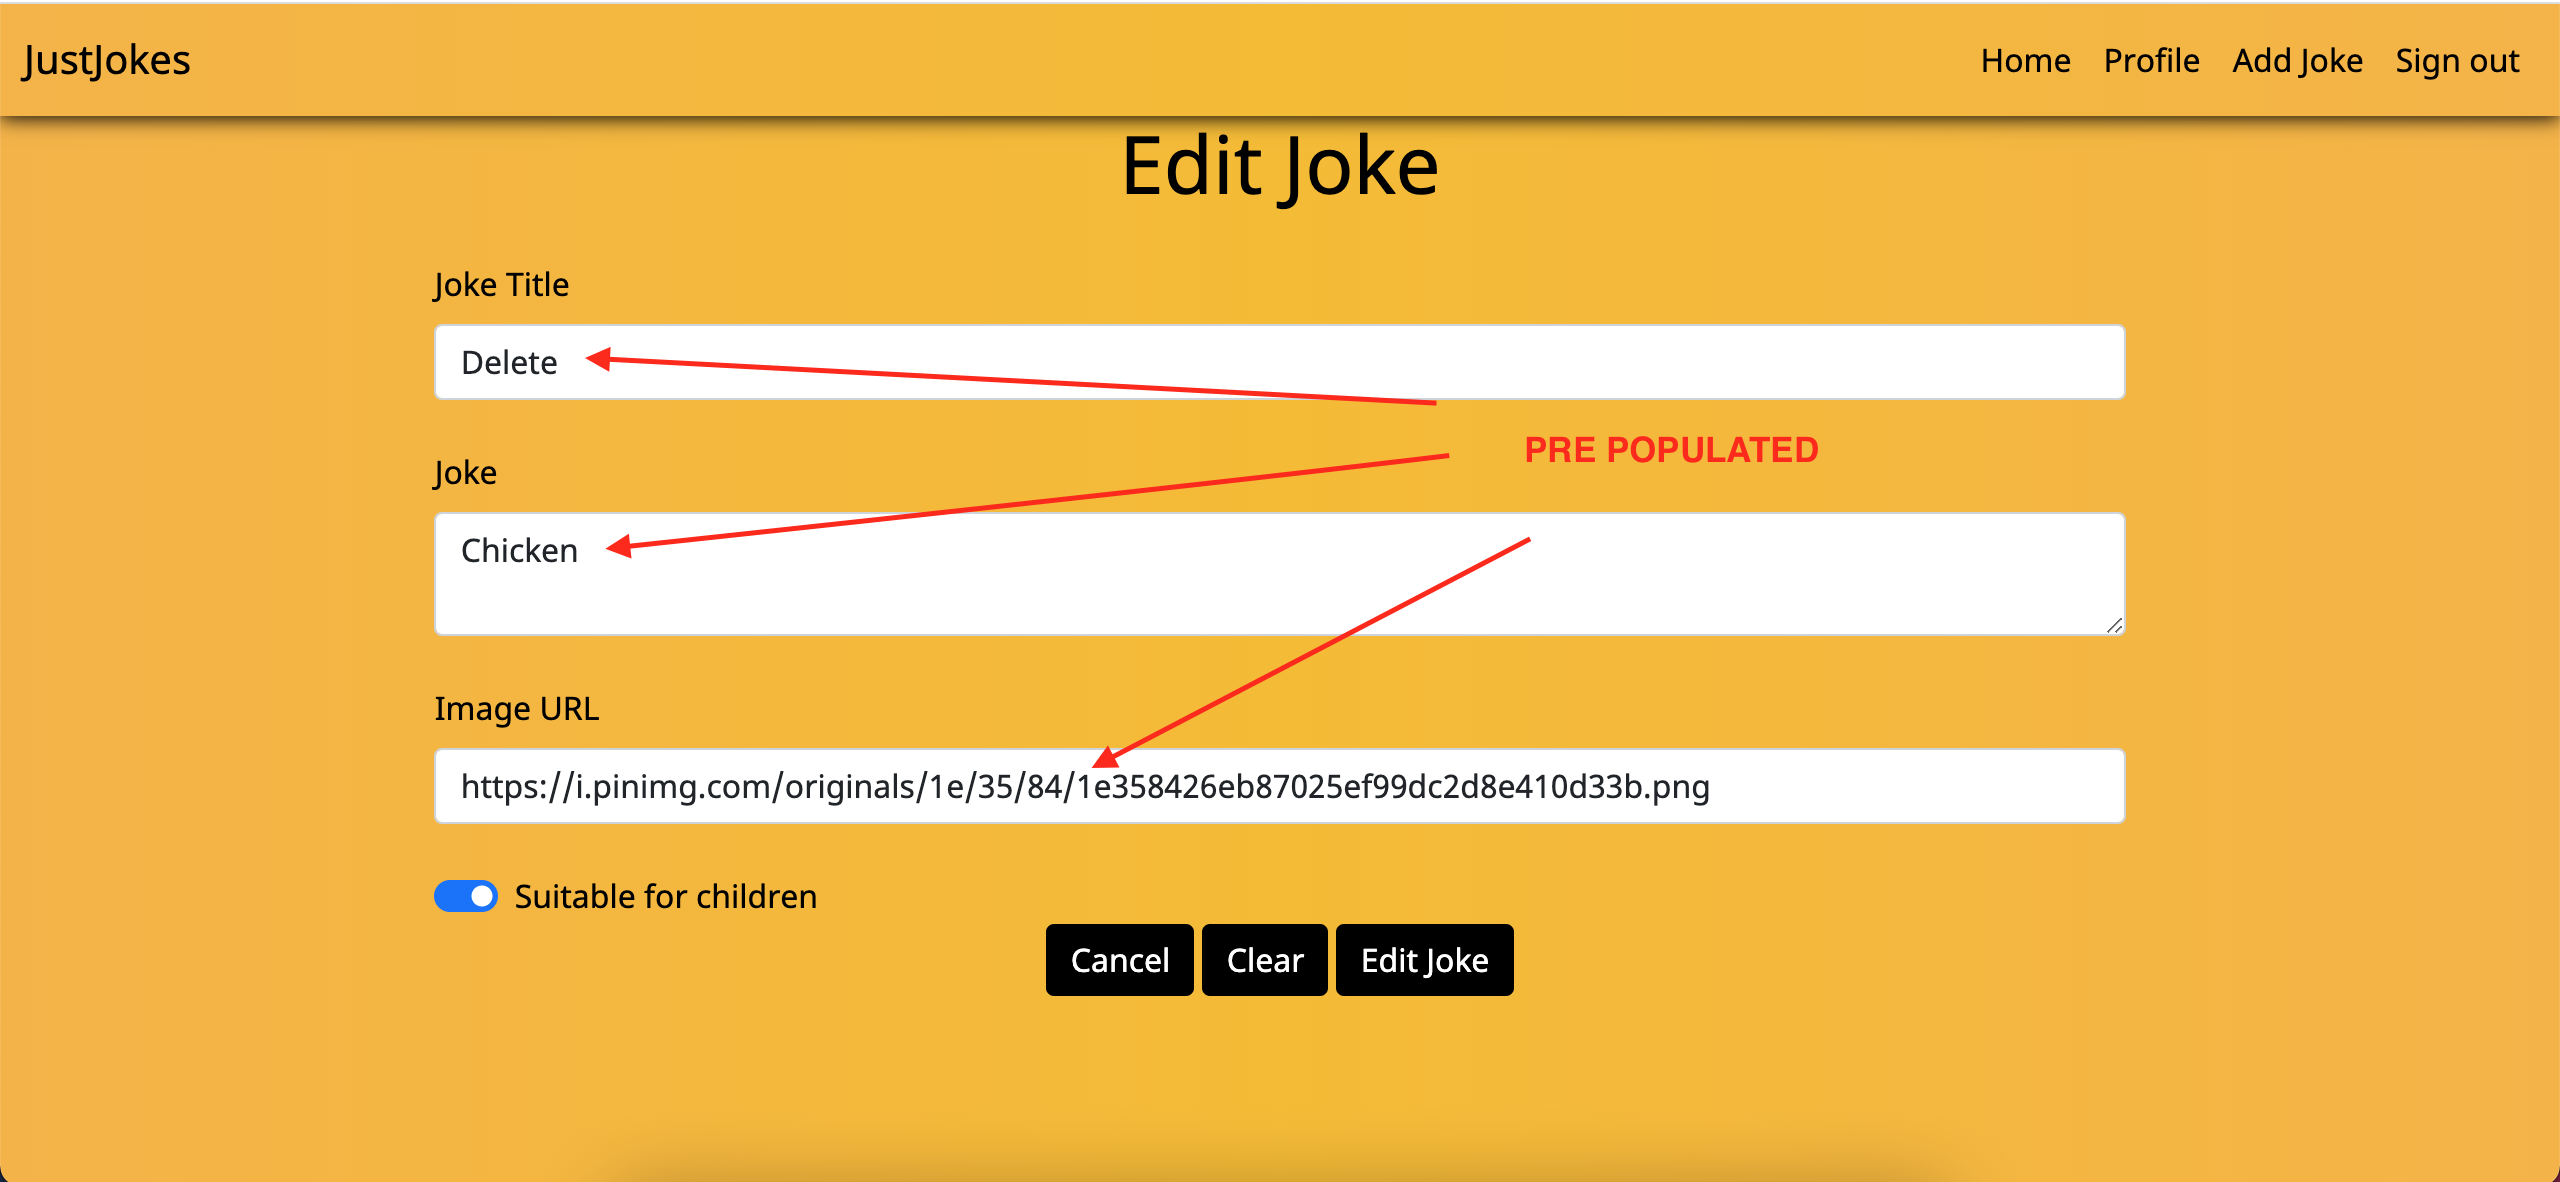 JustJokes
Home Profile Add Joke Sign out
Edit Joke
Joke Title
Delete
PRE POPULATED
Joke
Chicken
Image URL
https://i.pinimg.com/originals/1e/35/84/1e358426eb87025ef99dc2d8e410d33b.png
Suitable for children
Cancel Clear Edit Joke